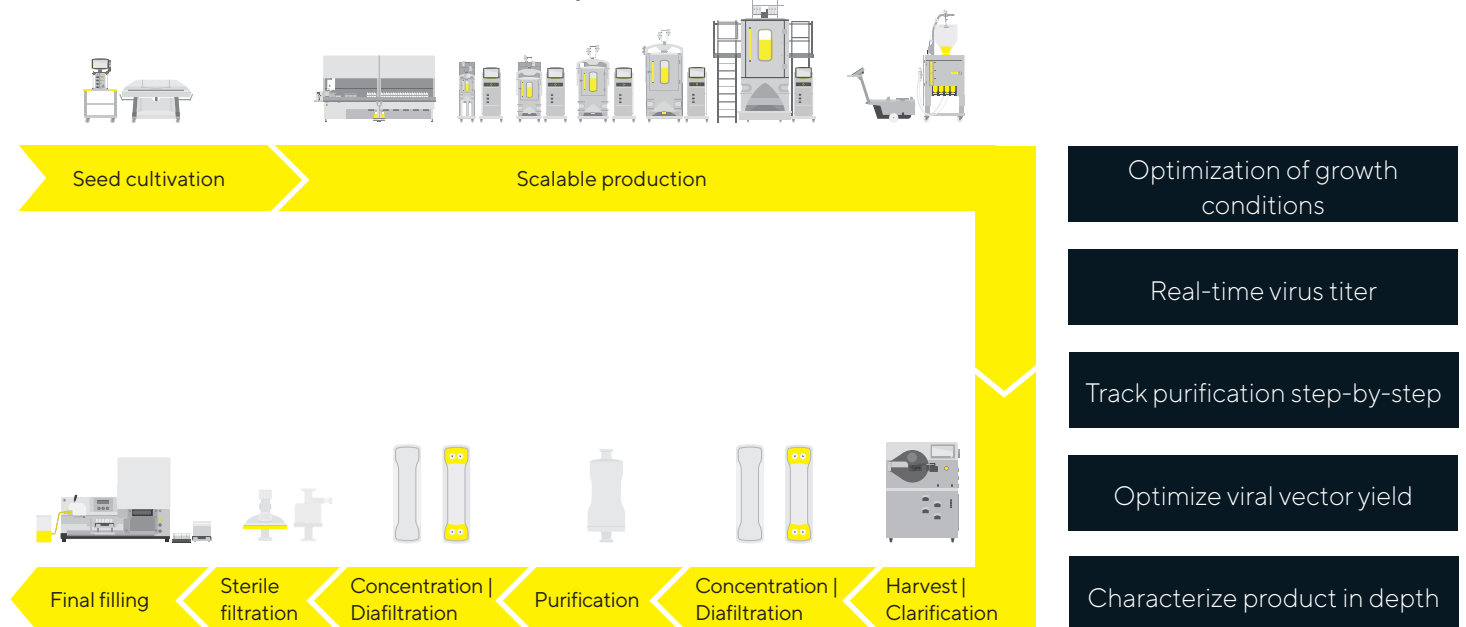 Seed cultivation
Scalable production
Optimization of growth
conditions
Real-time virus titer
Track purification step-by-step
Optimize viral vector yield
Characterize product in depth
Final filling
Sterile
filtration
Concentration |
Diafiltration
Purification
Concentration |
Diafiltration
Harvest |
Clarification